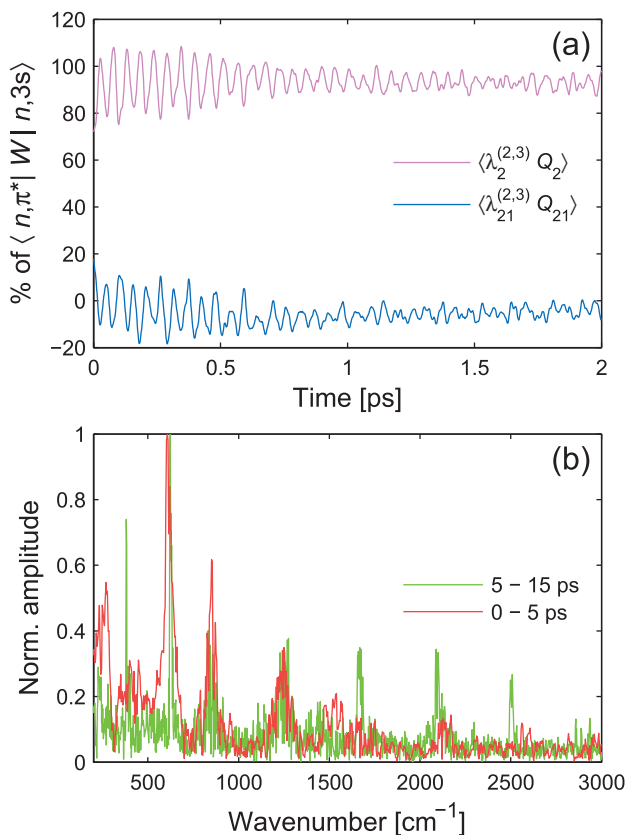 (a)
% of ⟨ n,π* | W | n,3s⟩
120
100
80
60
40
20
0
−20
⟨λ₂^(2,3) Q₂⟩
⟨λ₂₁^(2,3) Q₂₁⟩
0 0.5 1 1.5 2
Time [ps]
(b)
Norm. amplitude
1
0.8
0.6
0.4
0.2
0
5 − 15 ps
0 − 5 ps
500 1000 1500 2000 2500 3000
Wavenumber [cm⁻¹]